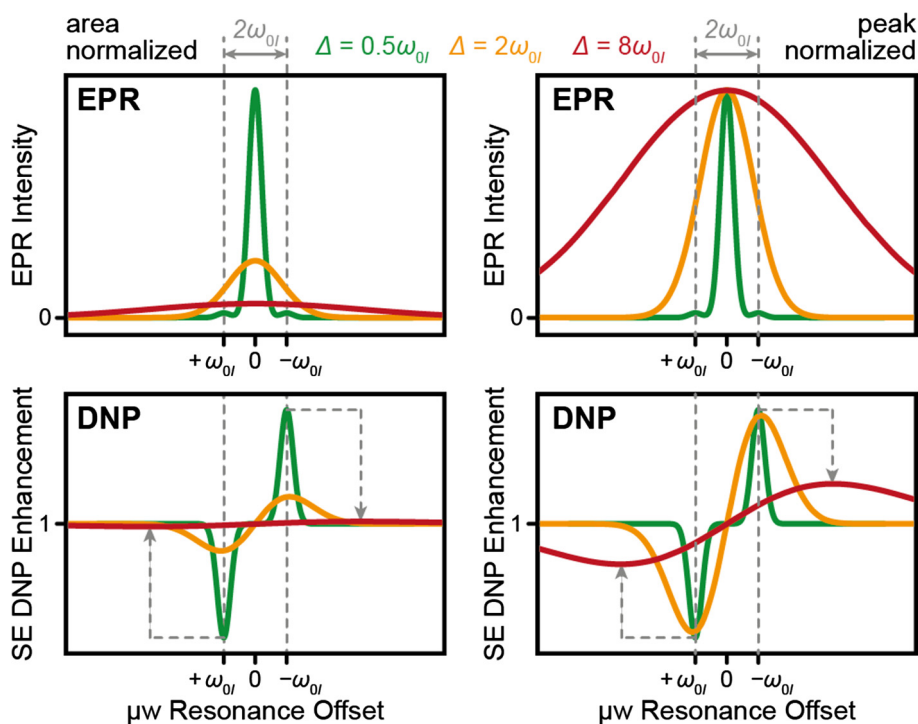 area normalized
2ω0I
Δ = 0.5ω0I Δ = 2ω0I Δ = 8ω0I
2ω0I
peak normalized
EPR
EPR Intensity
0
+ω0I 0 −ω0I
EPR
EPR Intensity
0
+ω0I 0 −ω0I
DNP
SE DNP Enhancement
1
+ω0I 0 −ω0I
μw Resonance Offset
DNP
SE DNP Enhancement
1
+ω0I 0 −ω0I
μw Resonance Offset